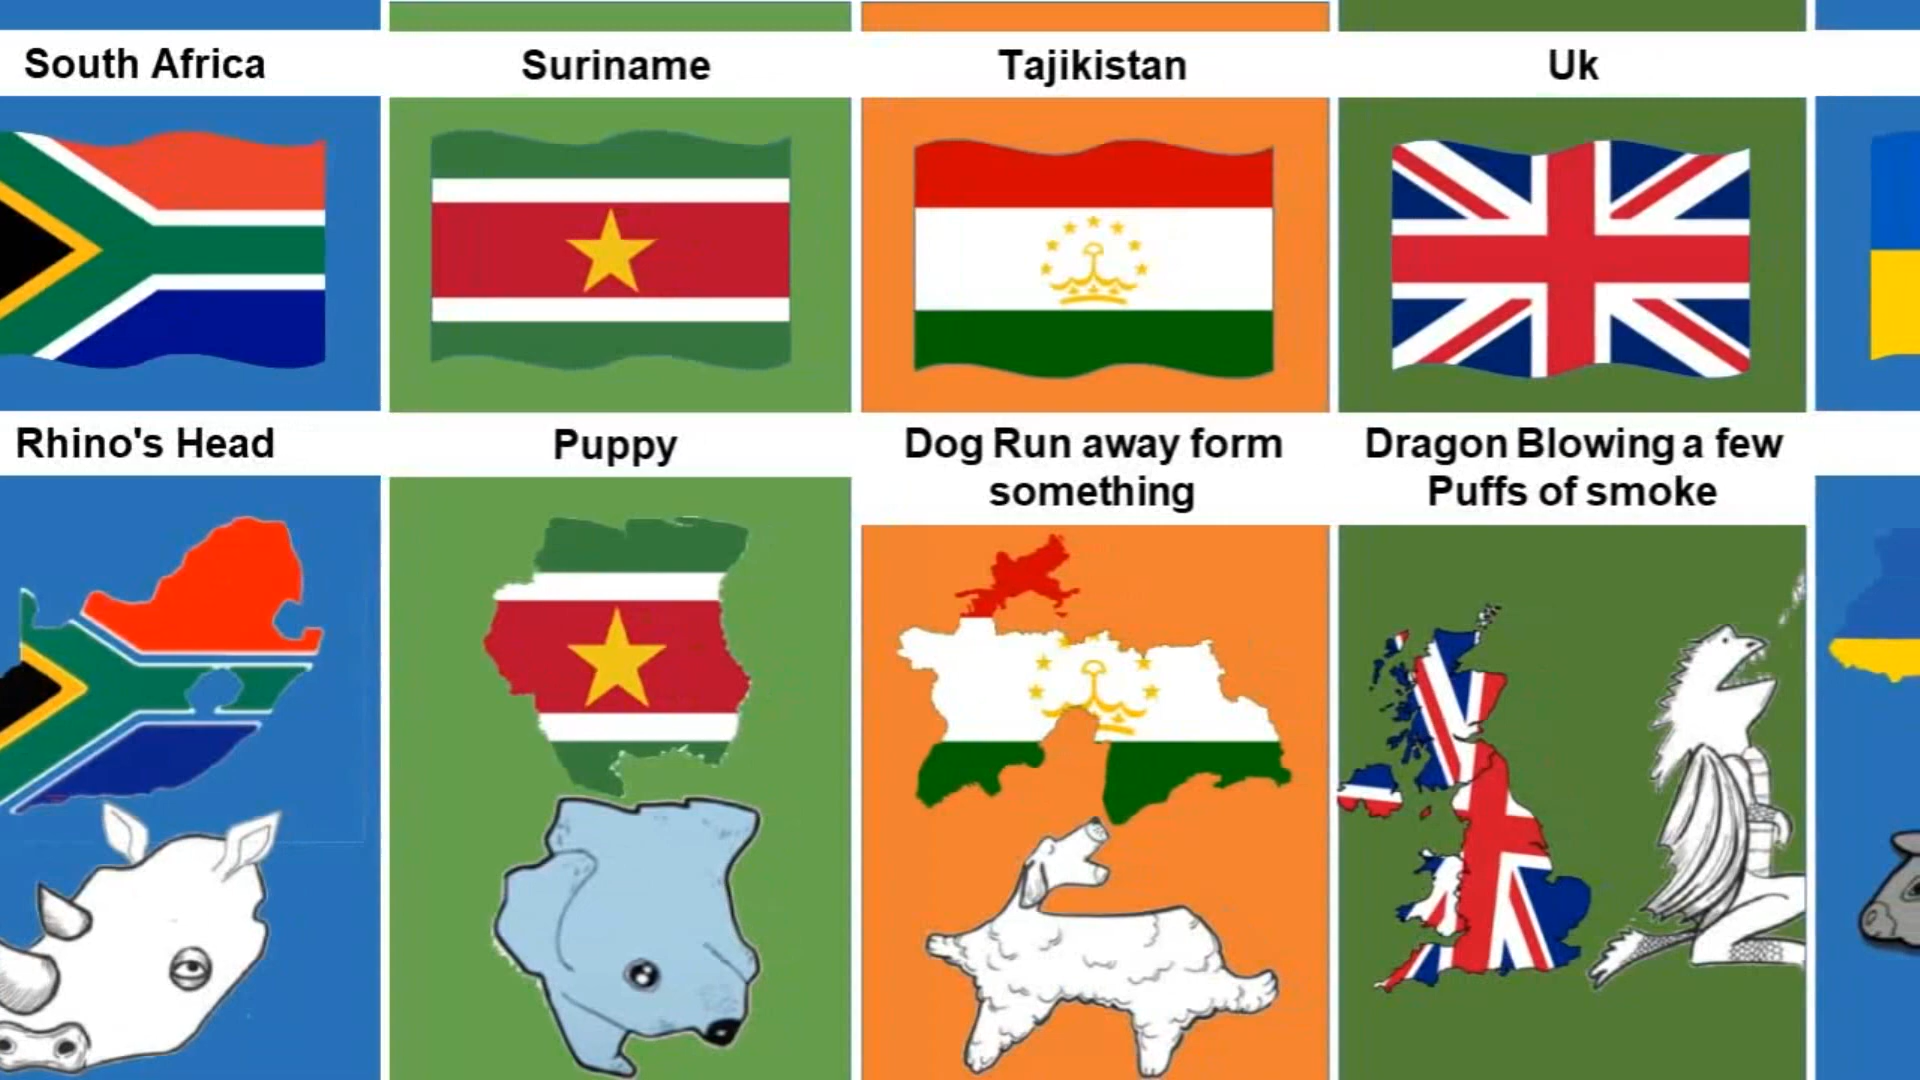 South Africa
Suriname
Tajikistan
Uk
Rhino's Head
Puppy
Dog Run away form
something
Dragon Blowing a few
Puffs of smoke